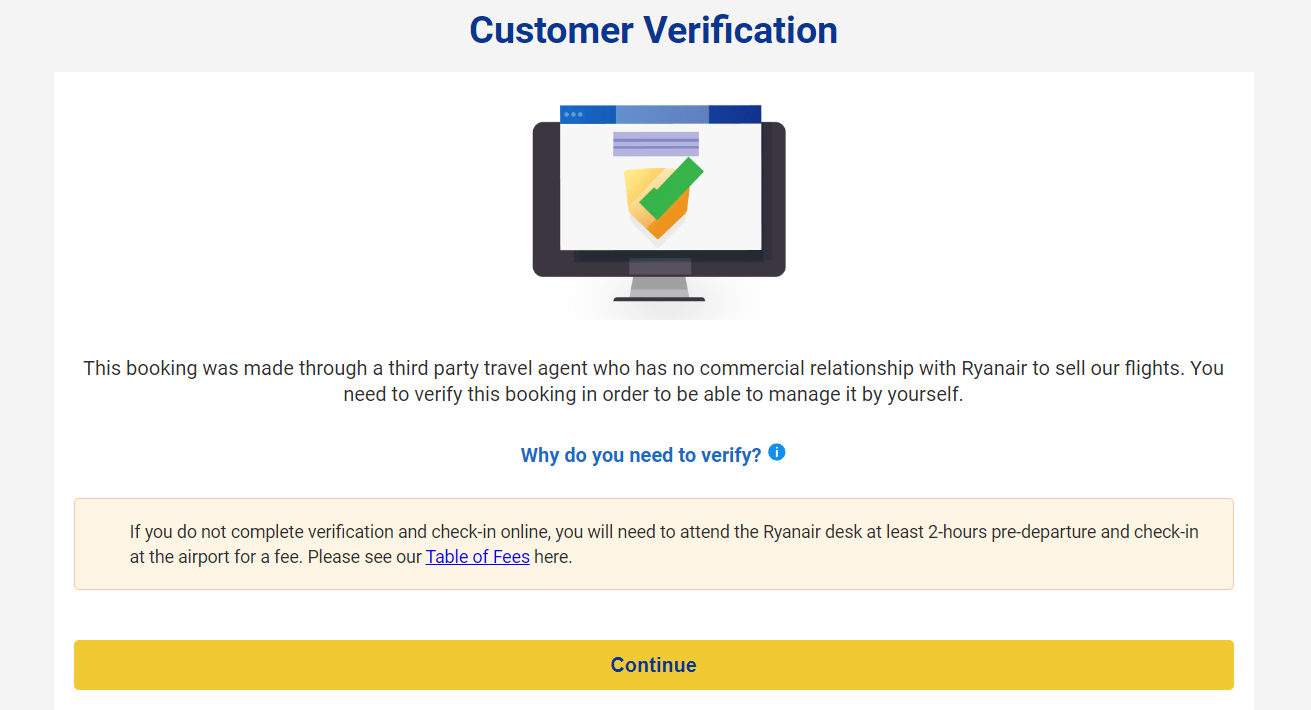 Customer Verification
This booking was made through a third party travel agent who has no commercial relationship with Ryanair to sell our flights. You
need to verify this booking in order to be able to manage it by yourself.
Why do you need to verify? i
If you do not complete verification and check-in online, you will need to attend the Ryanair desk at least 2-hours pre-departure and check-in
at the airport for a fee. Please see our Table of Fees here.
Continue